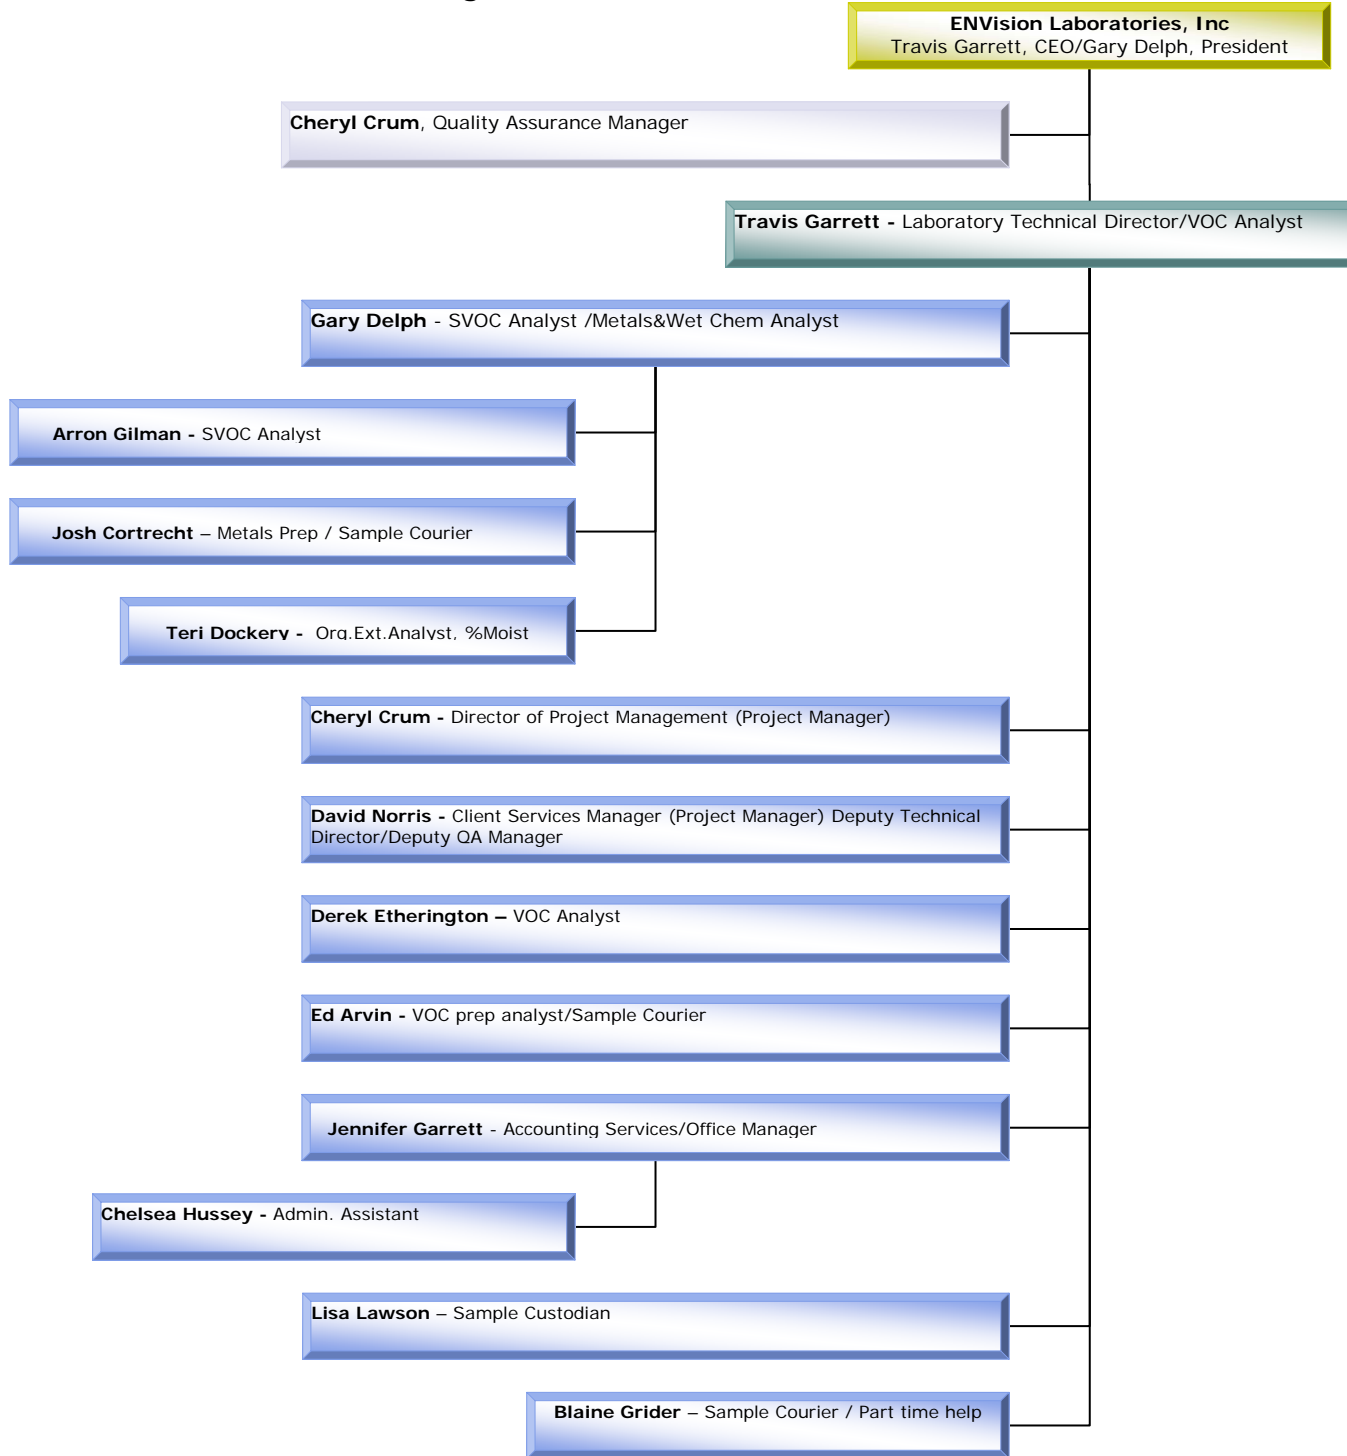 ENVision Laboratories, Inc
Travis Garrett, CEO/Gary Delph, President
Cheryl Crum, Quality Assurance Manager
Travis Garrett - Laboratory Technical Director/VOC Analyst
Gary Delph - SVOC Analyst /Metals&Wet Chem Analyst
Arron Gilman - SVOC Analyst
Josh Cortrecht – Metals Prep / Sample Courier
Teri Dockery - Org.Ext.Analyst, %Moist
Cheryl Crum - Director of Project Management (Project Manager)
David Norris - Client Services Manager (Project Manager) Deputy Technical
Director/Deputy QA Manager
Derek Etherington – VOC Analyst
Ed Arvin - VOC prep analyst/Sample Courier
Jennifer Garrett - Accounting Services/Office Manager
Chelsea Hussey - Admin. Assistant
Lisa Lawson – Sample Custodian
Blaine Grider – Sample Courier / Part time help